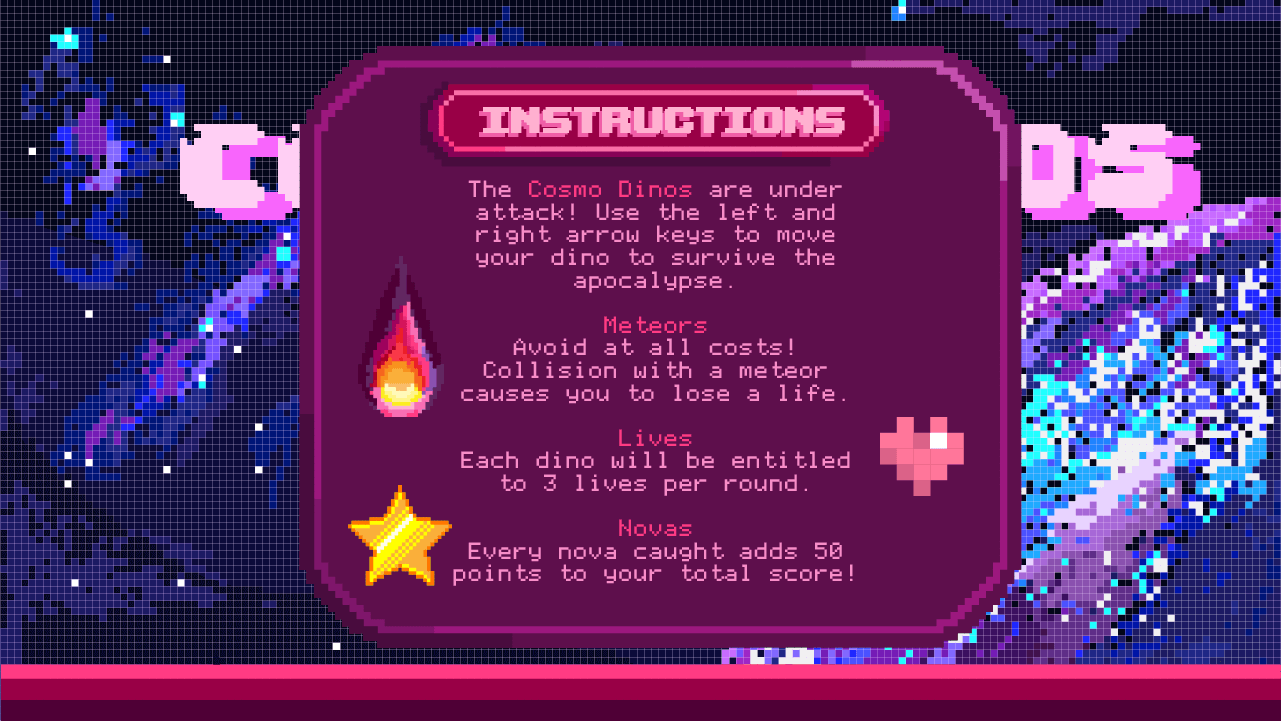 INSTRUCTIONS
The Cosmo Dinos are under
attack! Use the left and
right arrow keys to move
your dino to survive the
apocalypse.
Meteors
Avoid at all costs!
Collision with a meteor
causes you to lose a life.
Lives
Each dino will be entitled
to 3 lives per round.
Novas
Every nova caught adds 50
points to your total score!